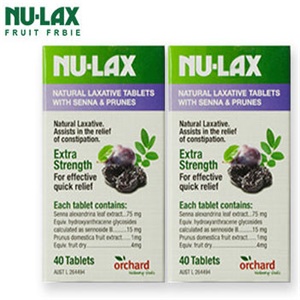 NU·LAX
FRUIT FRBIE
NU·LAX
NATURAL LAXATIVE TABLETS
WITH SENNA & PRUNES
Natural Laxative.
Assists in the relief
of constipation.
Extra
Strength
For effective
quick relief
Each tablet contains:
Senna alexandrina leaf extract...75 mg
Equiv. hydroxyanthracene glycosides
calculated as sennoside B.......15 mg
Prunus domestica fruit extract.....1mg
Equiv. fruit dry........................4mg
40 Tablets
AUST L 264494
orchard
NU·LAX
NATURAL LAXATIVE TABLETS
WITH SENNA & PRUNES
Natural Laxative.
Assists in the relief
of constipation.
Extra
Strength
For effective
quick relief
Each tablet contains:
Senna alexandrina leaf extract...75 mg
Equiv. hydroxyanthracene glycosides
calculated as sennoside B.......15 mg
Prunus domestica fruit extract.....1mg
Equiv. fruit dry........................4mg
40 Tablets
AUST L 264494
orchard